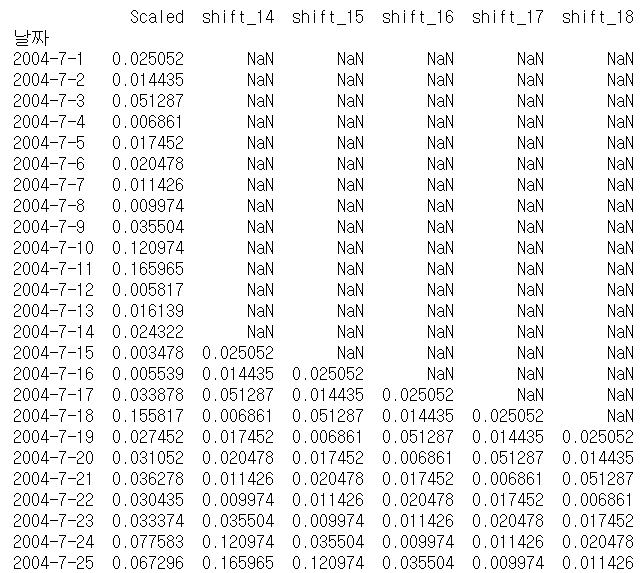 Scaled shift_14 shift_15 shift_16 shift_17 shift_18
날짜
2004-7-1 0.025052 NaN NaN NaN NaN NaN
2004-7-2 0.014435 NaN NaN NaN NaN NaN
2004-7-3 0.051287 NaN NaN NaN NaN NaN
2004-7-4 0.006861 NaN NaN NaN NaN NaN
2004-7-5 0.017452 NaN NaN NaN NaN NaN
2004-7-6 0.020478 NaN NaN NaN NaN NaN
2004-7-7 0.011426 NaN NaN NaN NaN NaN
2004-7-8 0.009974 NaN NaN NaN NaN NaN
2004-7-9 0.035504 NaN NaN NaN NaN NaN
2004-7-10 0.120974 NaN NaN NaN NaN NaN
2004-7-11 0.165965 NaN NaN NaN NaN NaN
2004-7-12 0.005817 NaN NaN NaN NaN NaN
2004-7-13 0.016139 NaN NaN NaN NaN NaN
2004-7-14 0.024322 NaN NaN NaN NaN NaN
2004-7-15 0.003478 0.025052 NaN NaN NaN NaN
2004-7-16 0.005539 0.014435 0.025052 NaN NaN NaN
2004-7-17 0.033878 0.051287 0.014435 0.025052 NaN NaN
2004-7-18 0.155817 0.006861 0.051287 0.014435 0.025052 NaN
2004-7-19 0.027452 0.017452 0.006861 0.051287 0.014435 0.025052
2004-7-20 0.031052 0.020478 0.017452 0.006861 0.051287 0.014435
2004-7-21 0.036278 0.011426 0.020478 0.017452 0.006861 0.051287
2004-7-22 0.030435 0.009974 0.011426 0.020478 0.017452 0.006861
2004-7-23 0.033374 0.035504 0.009974 0.011426 0.020478 0.017452
2004-7-24 0.077583 0.120974 0.035504 0.009974 0.011426 0.020478
2004-7-25 0.067296 0.165965 0.120974 0.035504 0.009974 0.011426